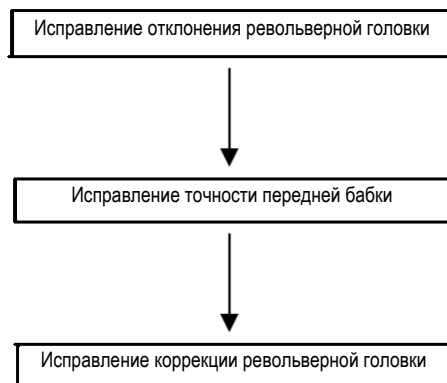 Исправление отклонения револьверной головки
Исправление точности передней бабки
Исправление коррекции револьверной головки